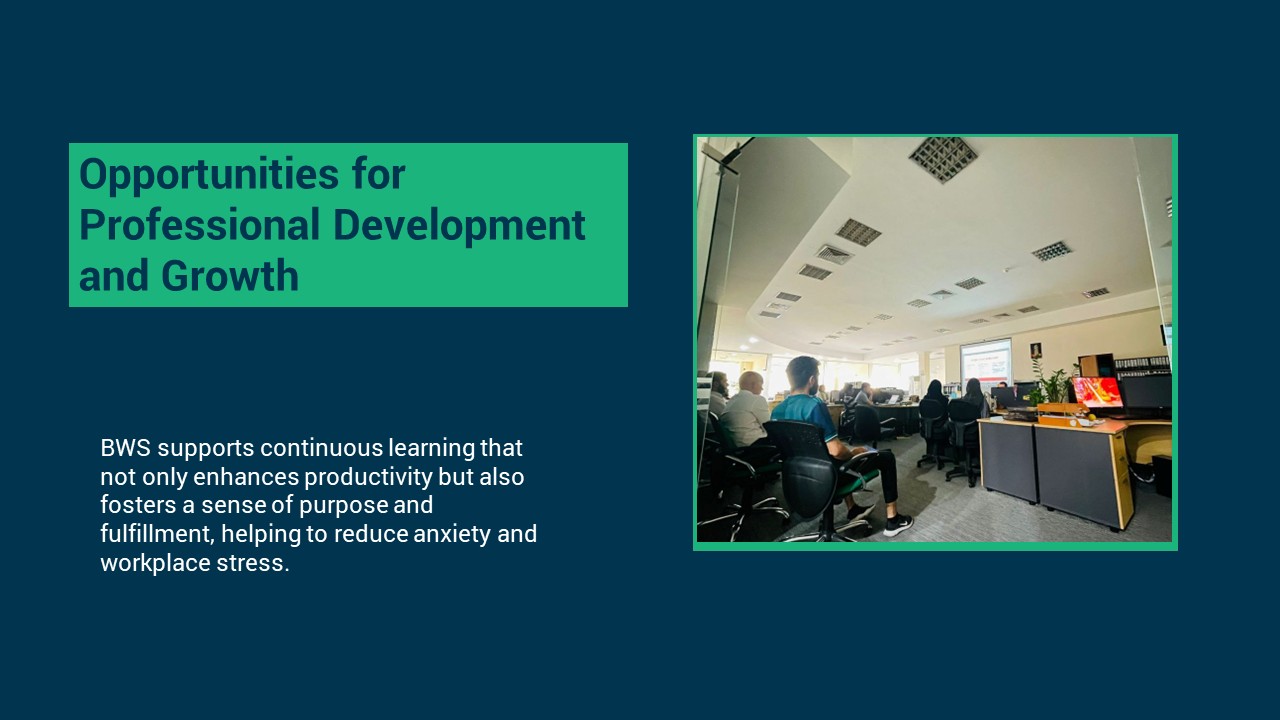 Opportunities for
Professional Development
and Growth
BWS supports continuous learning that
not only enhances productivity but also
fosters a sense of purpose and
fulfillment, helping to reduce anxiety and
workplace stress.